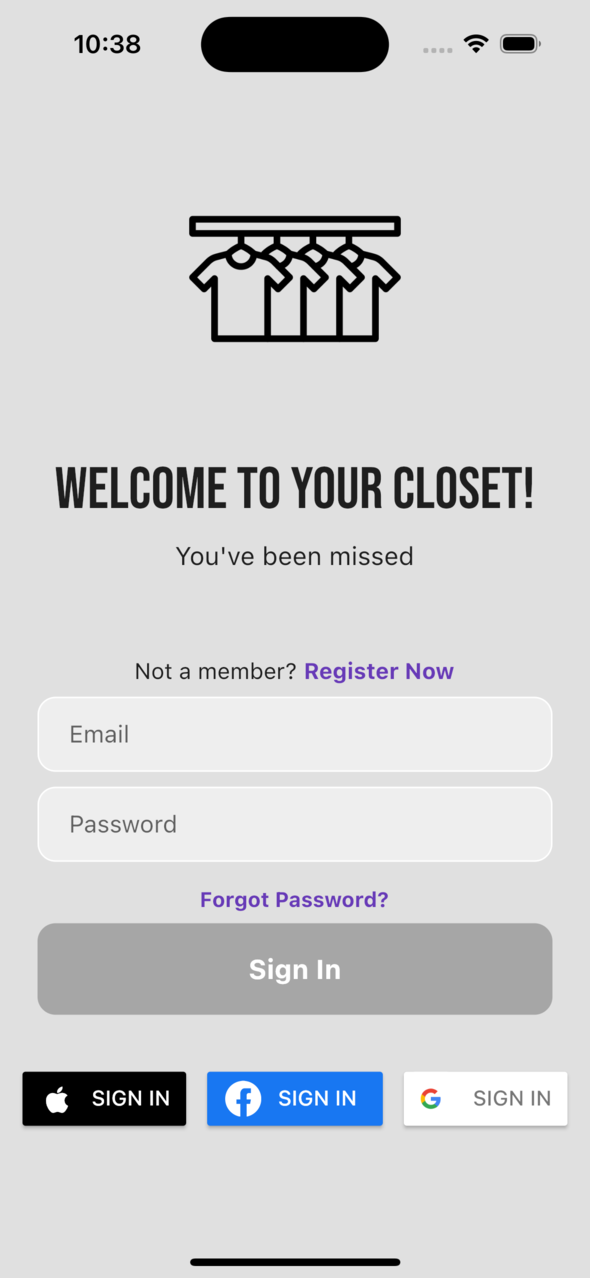 10:38
WELCOME TO YOUR CLOSET!
You've been missed
Not a member? Register Now
Email
Password
Forgot Password?
Sign In
SIGN IN SIGN IN SIGN IN